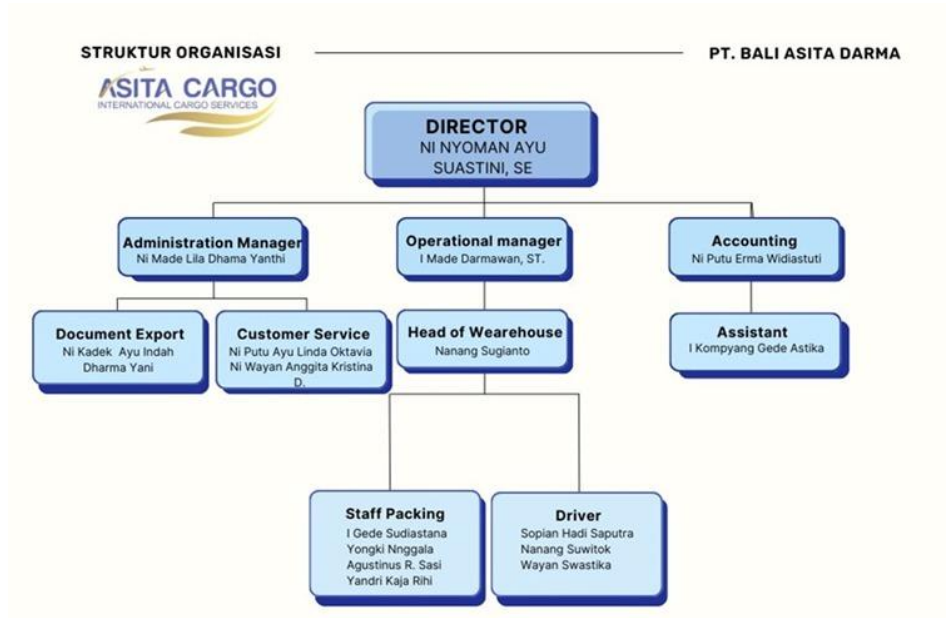 STRUKTUR ORGANISASI
PT. BALI ASITA DARMA
ASITA CARGO
INTERNATIONAL CARGO SERVICES
DIRECTOR
NI NYOMAN AYU
SUASTINI, SE
Administration Manager
Ni Made Lila Dhama Yanthi
Operational manager
I Made Darmawan, ST.
Accounting
Ni Putu Erma Widiastuti
Document Export
Ni Kadek Ayu Indah
Dharma Yani
Customer Service
Ni Putu Ayu Linda Oktavia
Ni Wayan Anggita Kristina
D.
Head of Wearehouse
Nanang Sugianto
Assistant
I Kompyang Gede Astika
Staff Packing
I Gede Sudiastana
Yongki Nnggala
Agustinus R. Sasi
Yandri Kaja Rihi
Driver
Sopian Hadi Saputra
Nanang Suwitok
Wayan Swastika